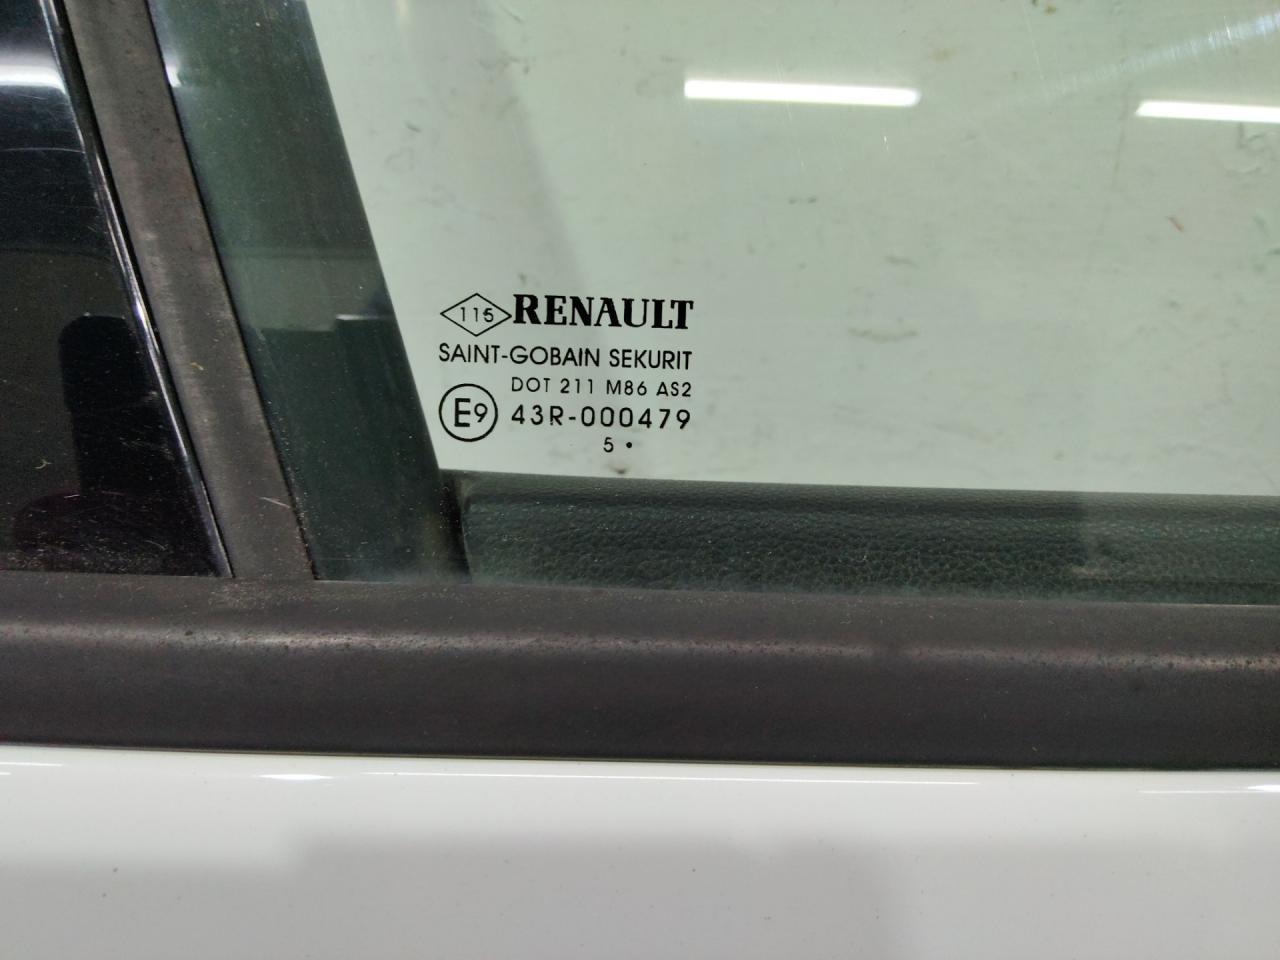 115 RENAULT
SAINT-GOBAIN SEKURIT
DOT 211 M86 AS2
E9 43R-000479
5 •